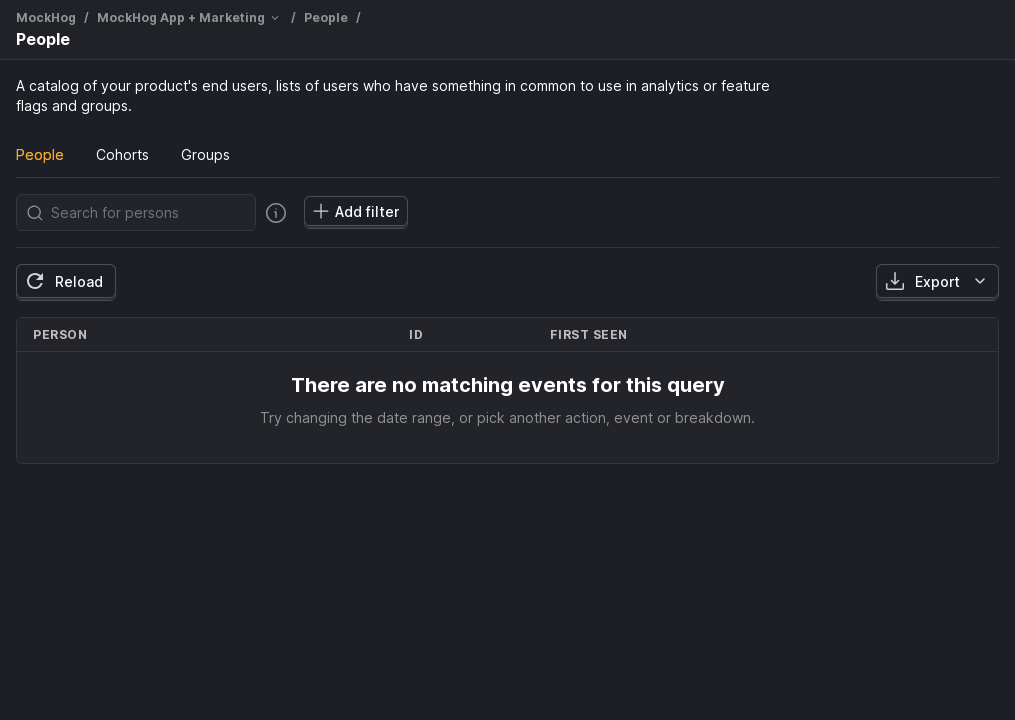 MockHog / MockHog App + Marketing / People /
People
A catalog of your product's end users, lists of users who have something in common to use in analytics or feature
flags and groups.
People Cohorts Groups
Search for persons Add filter
Reload Export
PERSON ID FIRST SEEN
There are no matching events for this query
Try changing the date range, or pick another action, event or breakdown.